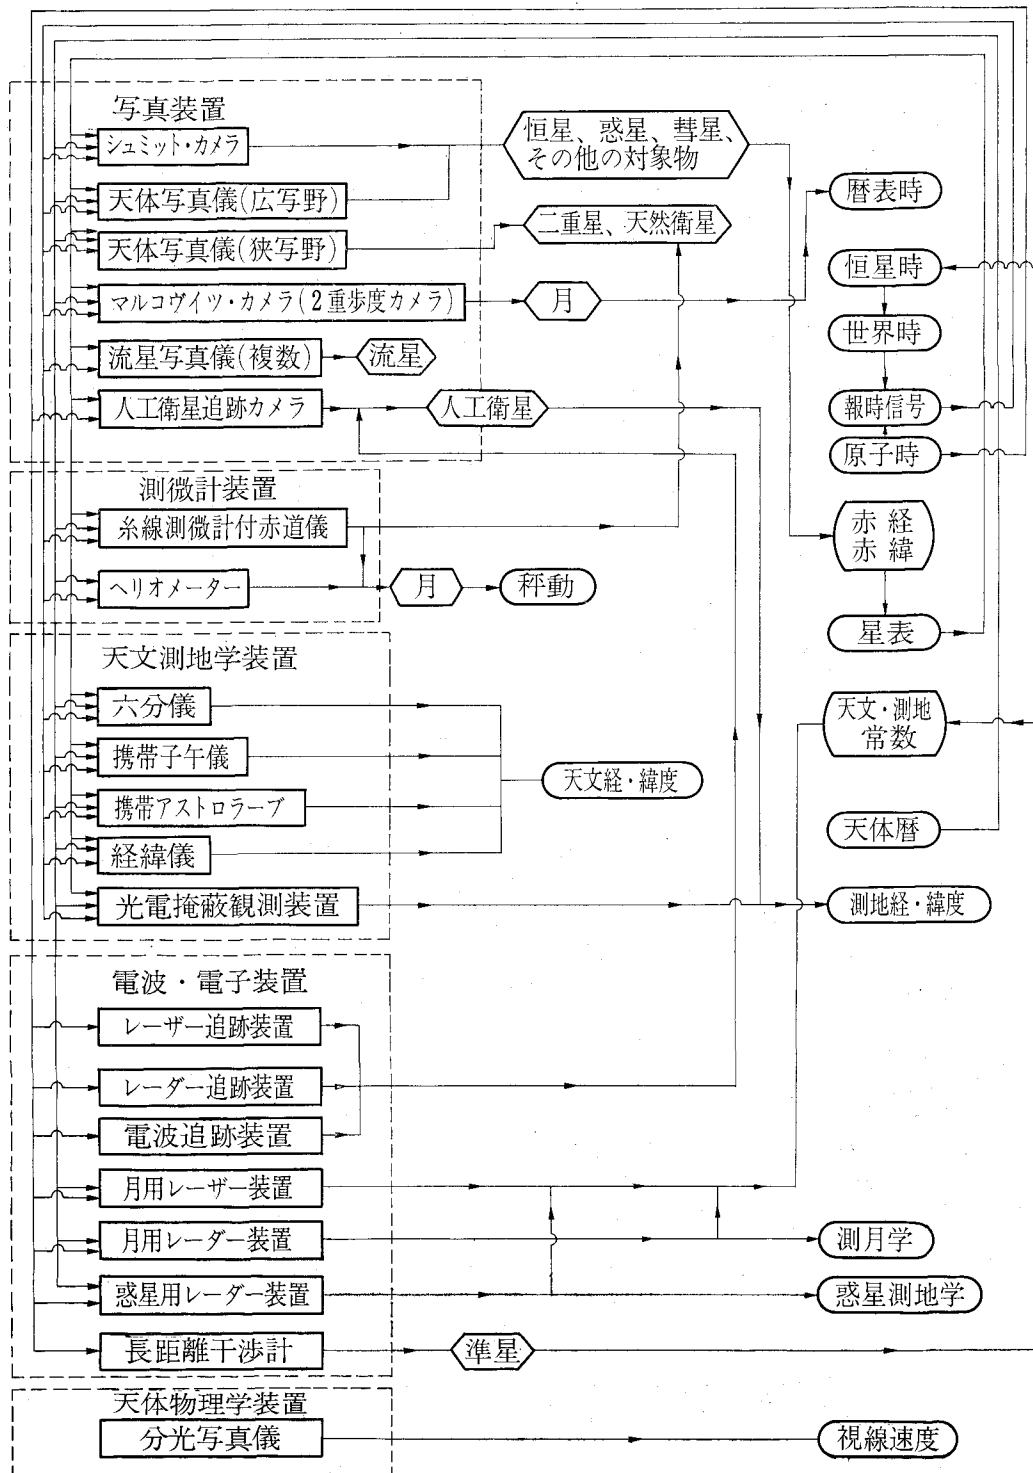 写真装置
シュミット・カメラ
恒星、惑星、彗星、
その他の対象物
天体写真儀(広写野)
暦表時
天体写真儀(狭写野)
二重星、天然衛星
恒星時
マルコヴイツ・カメラ(2重歩度カメラ)
月
世界時
流星写真儀(複数)
流星
人工衛星追跡カメラ
人工衛星
報時信号
原子時
測微計装置
糸線測微計付赤道儀
赤経
赤緯
ヘリオメーター
月
秤動
星表
天文測地学装置
六分儀
天文・測地
常数
携帯子午儀
天文経・緯度
携帯アストロラーブ
天体暦
経緯儀
光電掩蔽観測装置
測地経・緯度
電波・電子装置
レーザー追跡装置
レーダー追跡装置
電波追跡装置
月用レーザー装置
月用レーダー装置
測月学
惑星用レーダー装置
惑星測地学
長距離干渉計
準星
天体物理学装置
分光写真儀
視線速度